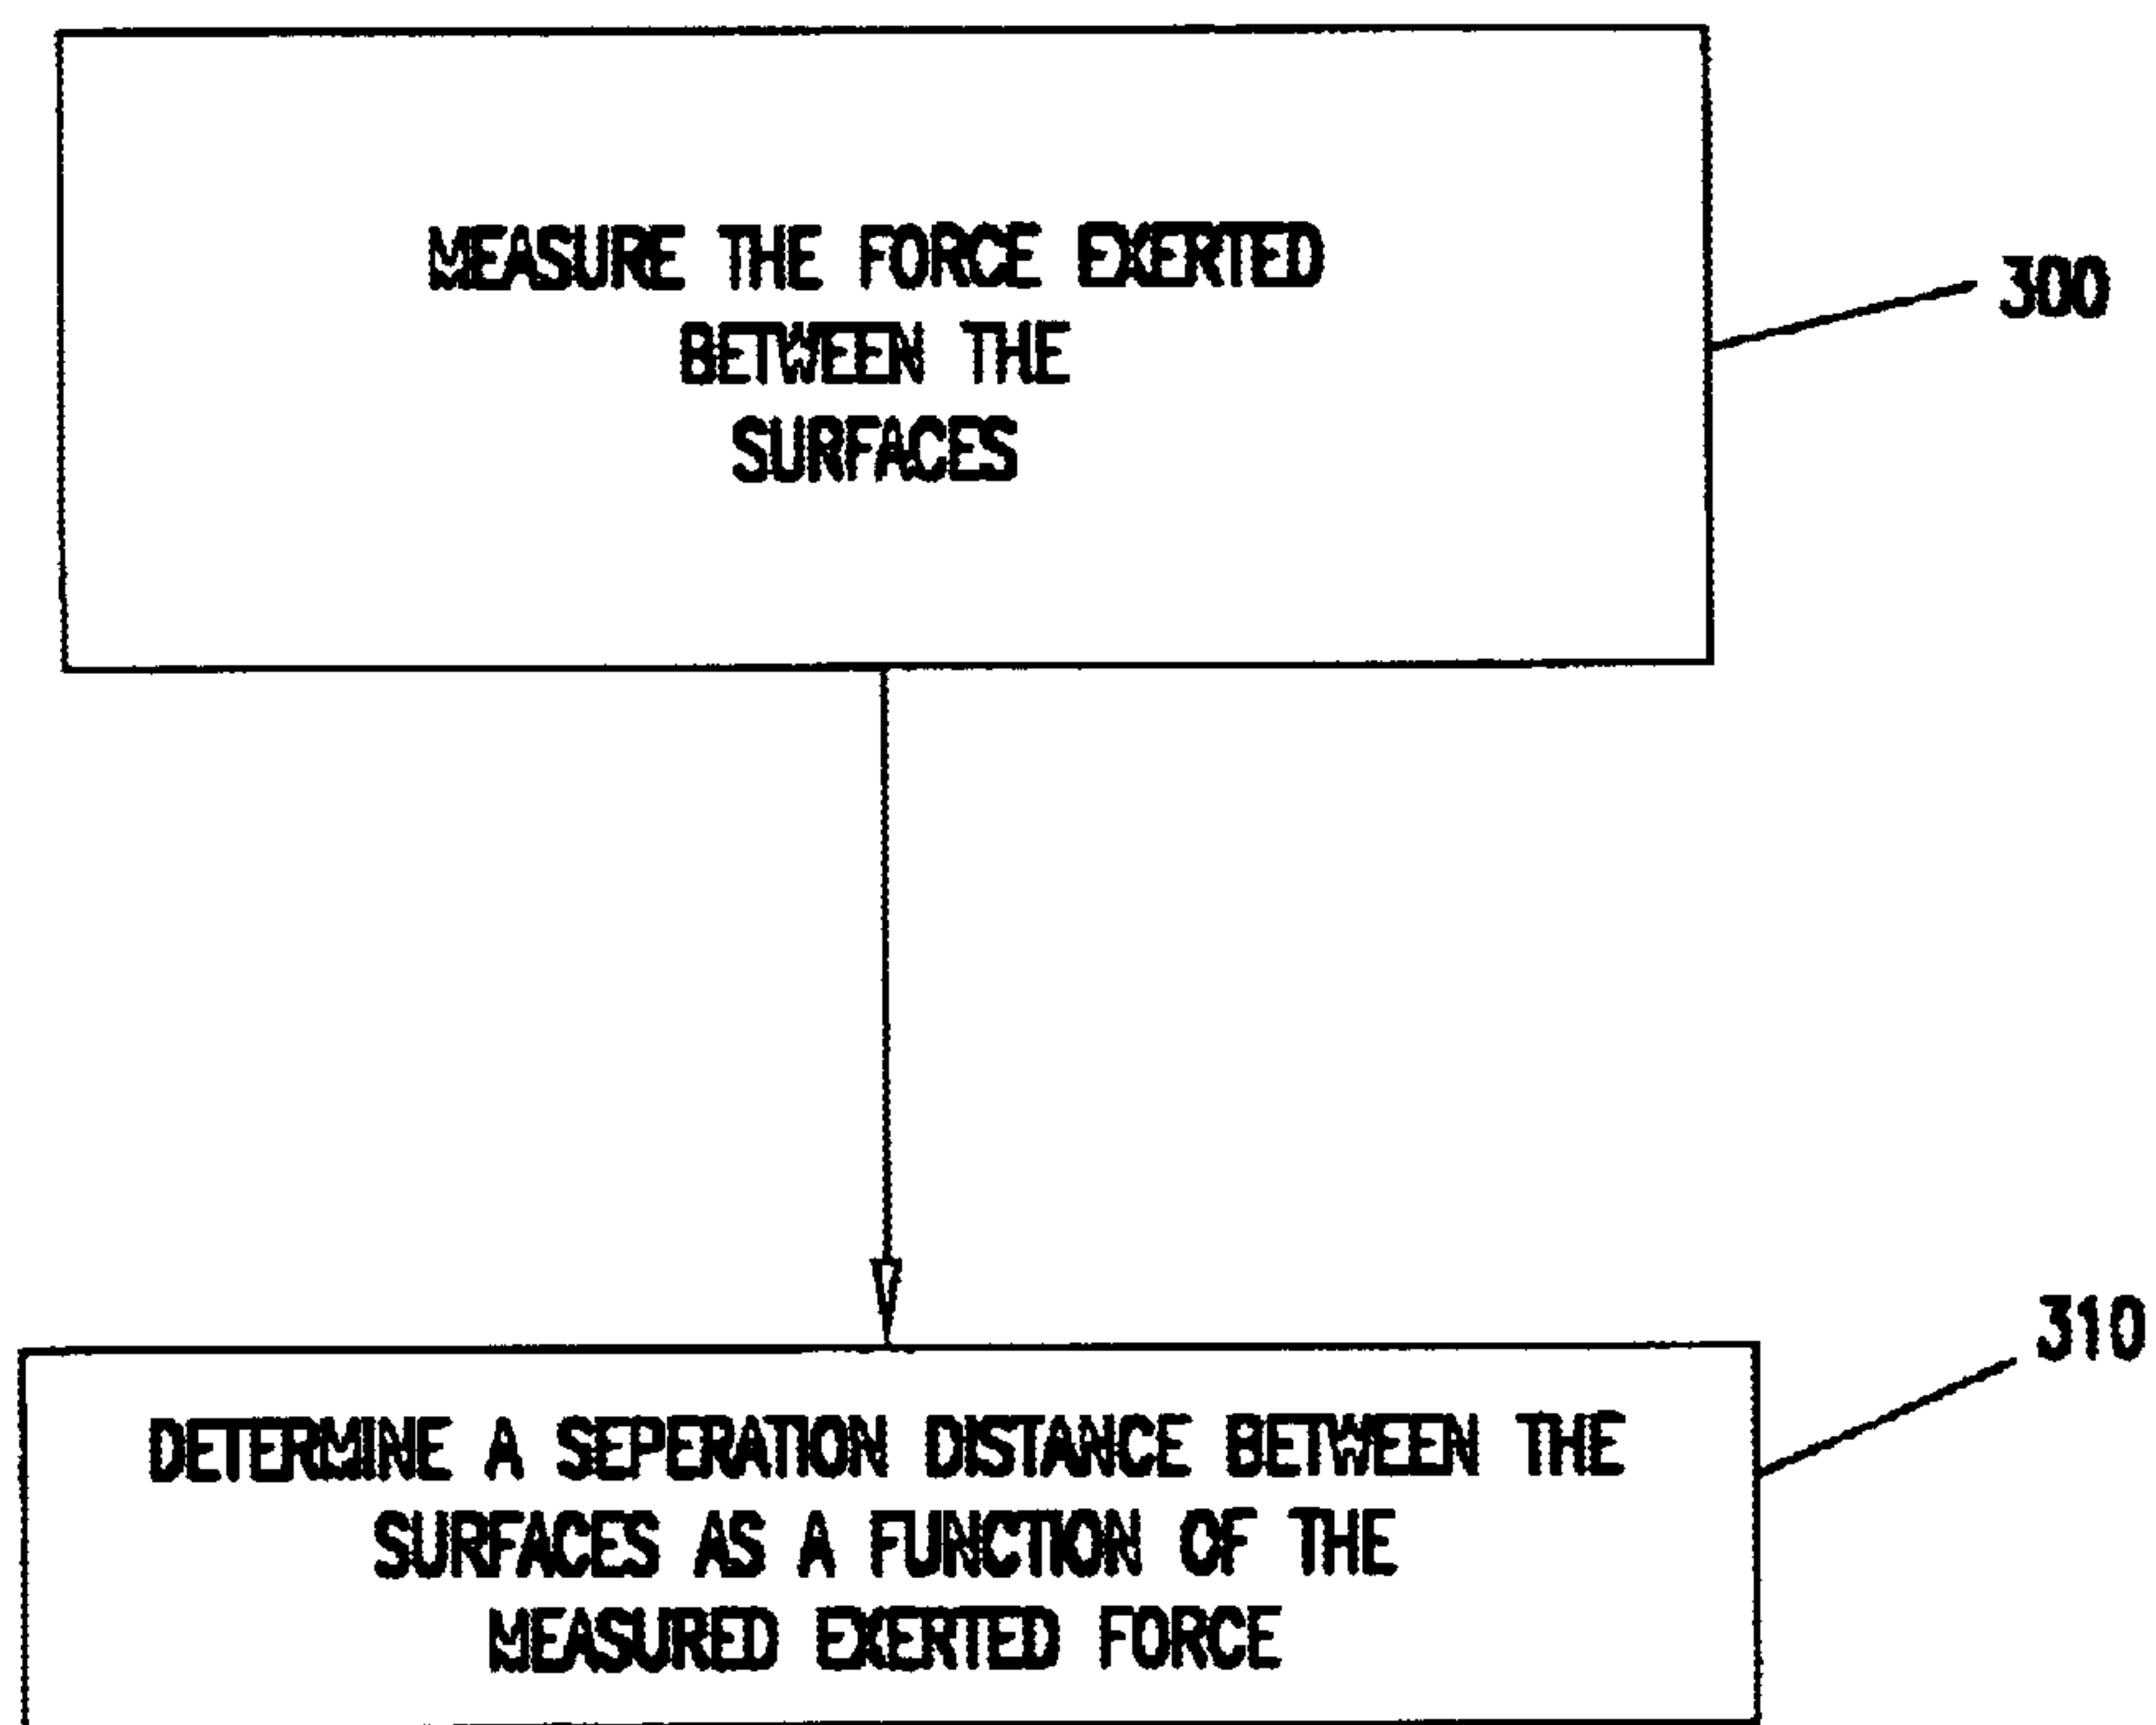 MEASURE THE FORCE EXERTED
BETWEEN THE
SURFACES
300
310
DETERMINE A SEPERATION DISTANCE BETWEEN THE
SURFACES AS A FUNCTION OF THE
MEASURED EXERTED FORCE